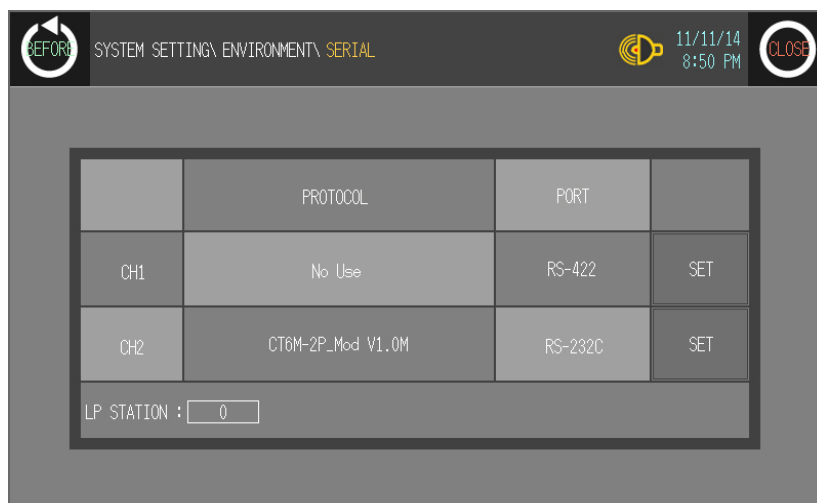 BEFORE
SYSTEM SETTING\ ENVIRONMENT\ SERIAL
11/11/14
8:50 PM
CLOSE
PROTOCOL PORT
CH1 No Use RS-422 SET
CH2 CT6M-2P_Mod V1.0M RS-232C SET
LP STATION : 0